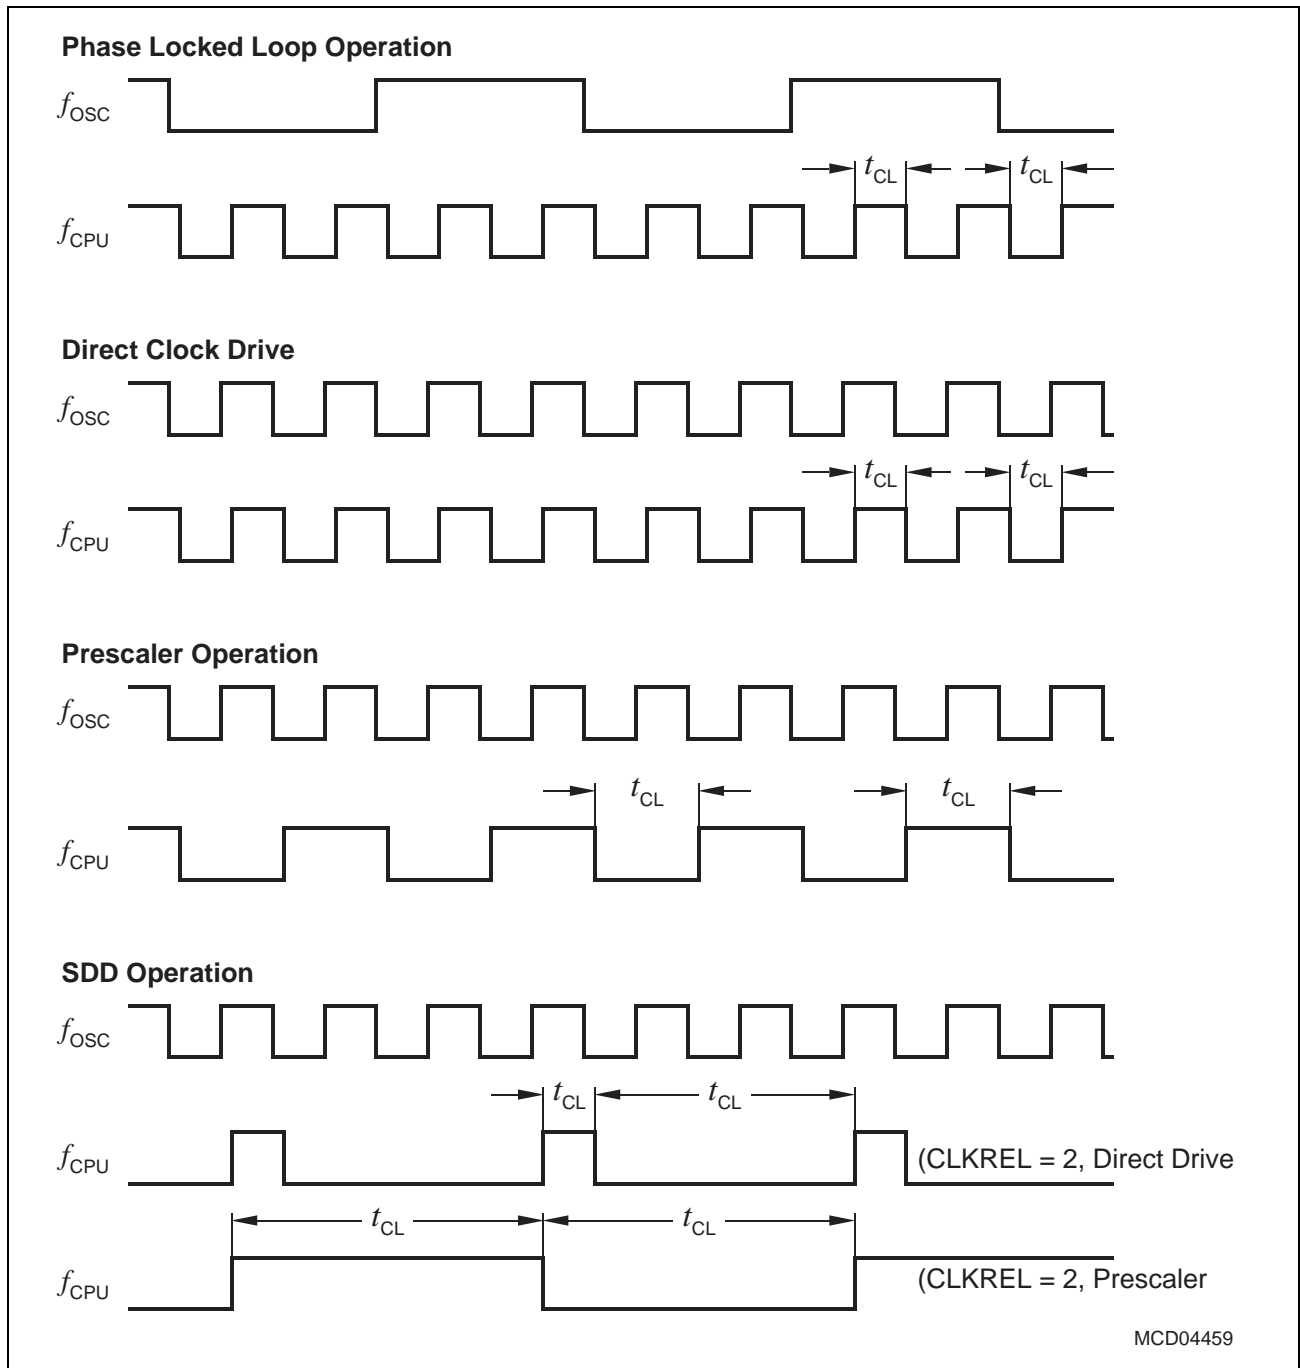 Phase Locked Loop Operation
fOSC
tCL tCL
fCPU
Direct Clock Drive
fOSC
tCL tCL
fCPU
Prescaler Operation
fOSC
tCL tCL
fCPU
SDD Operation
fOSC
tCL tCL
fCPU (CLKREL = 2, Direct Drive
tCL tCL
fCPU (CLKREL = 2, Prescaler
MCD04459